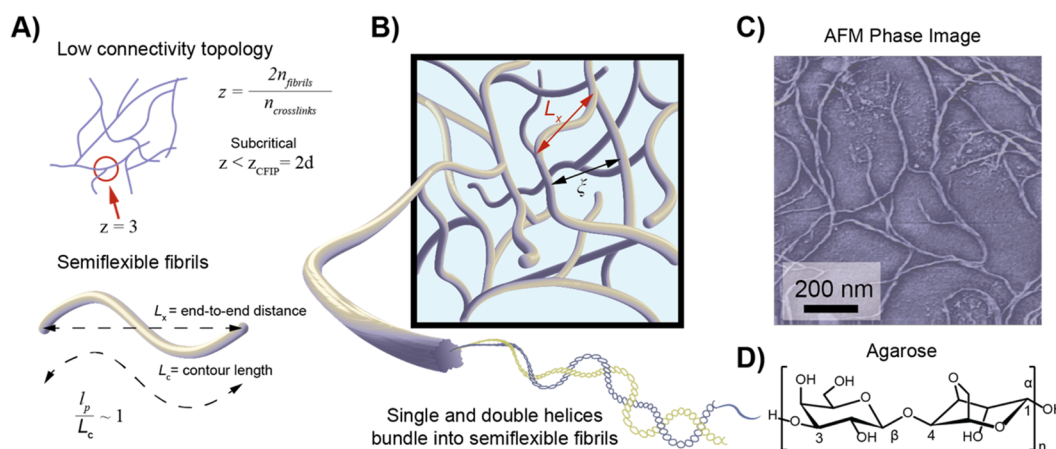 A)
Low connectivity topology
z = 2n_fibrils / n_crosslinks
Subcritical
z < z_CFIP = 2d
z = 3
Semiflexible fibrils
L_x = end-to-end distance
L_c = contour length
l_p / L_c ~ 1
B)
L_x
ξ
Single and double helices
bundle into semiflexible fibrils
C)
AFM Phase Image
200 nm
D)
Agarose
OH
OH
O
O
α
H
O
O
O
1
OH
3
OH
β
4
HO
n